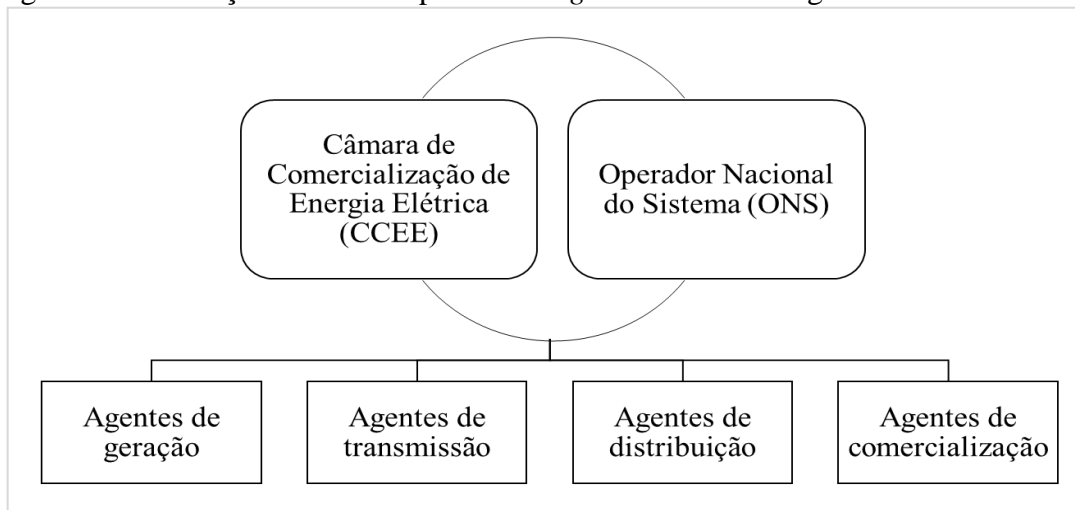 Câmara de
Comercialização de
Energia Elétrica
(CCEE)
Operador Nacional
do Sistema (ONS)
Agentes de
geração
Agentes de
transmissão
Agentes de
distribuição
Agentes de
comercialização